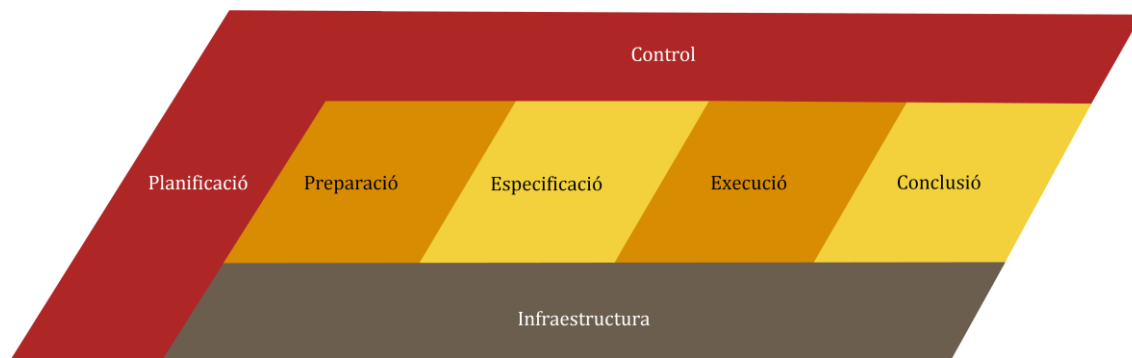 Control
Planificació
Preparació
Especificació
Execució
Conclusió
Infraestructura